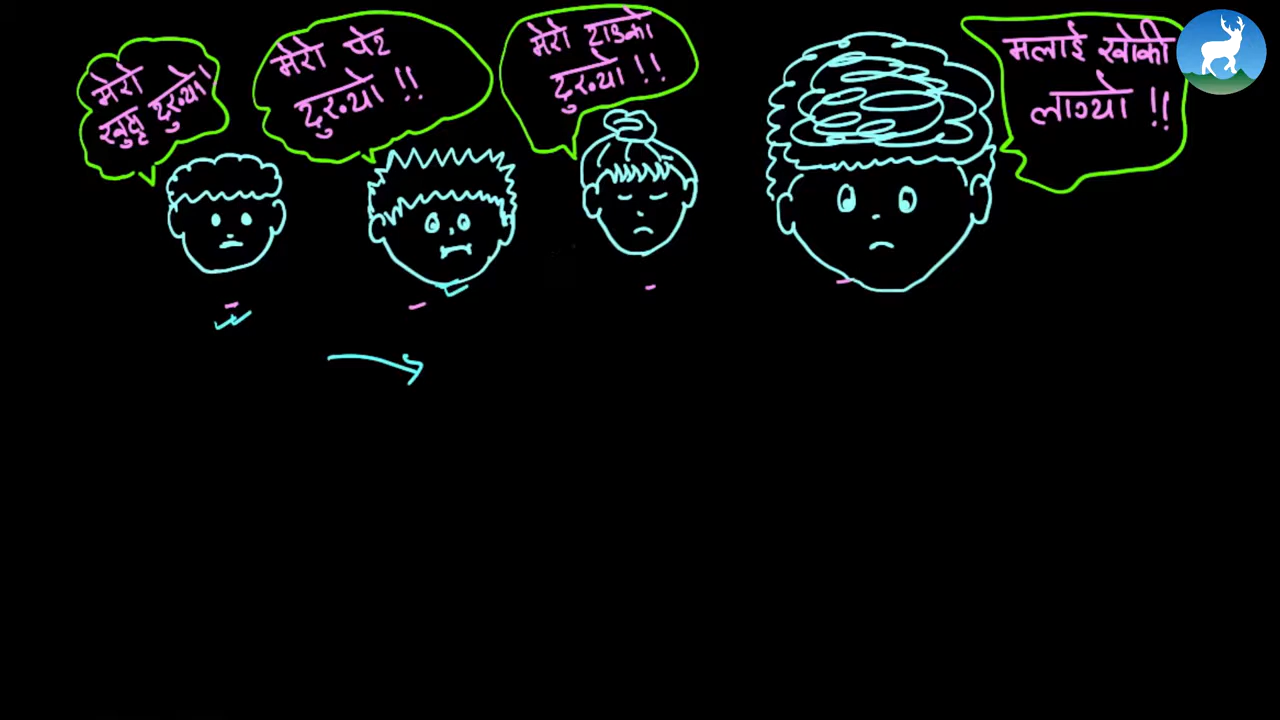 मेरो
खुट्टा दुख्यो।
मेरो पेट
दुख्यो !!
मेरो टाउको
दुख्यो !!
मलाई खोकी
लाग्यो !!